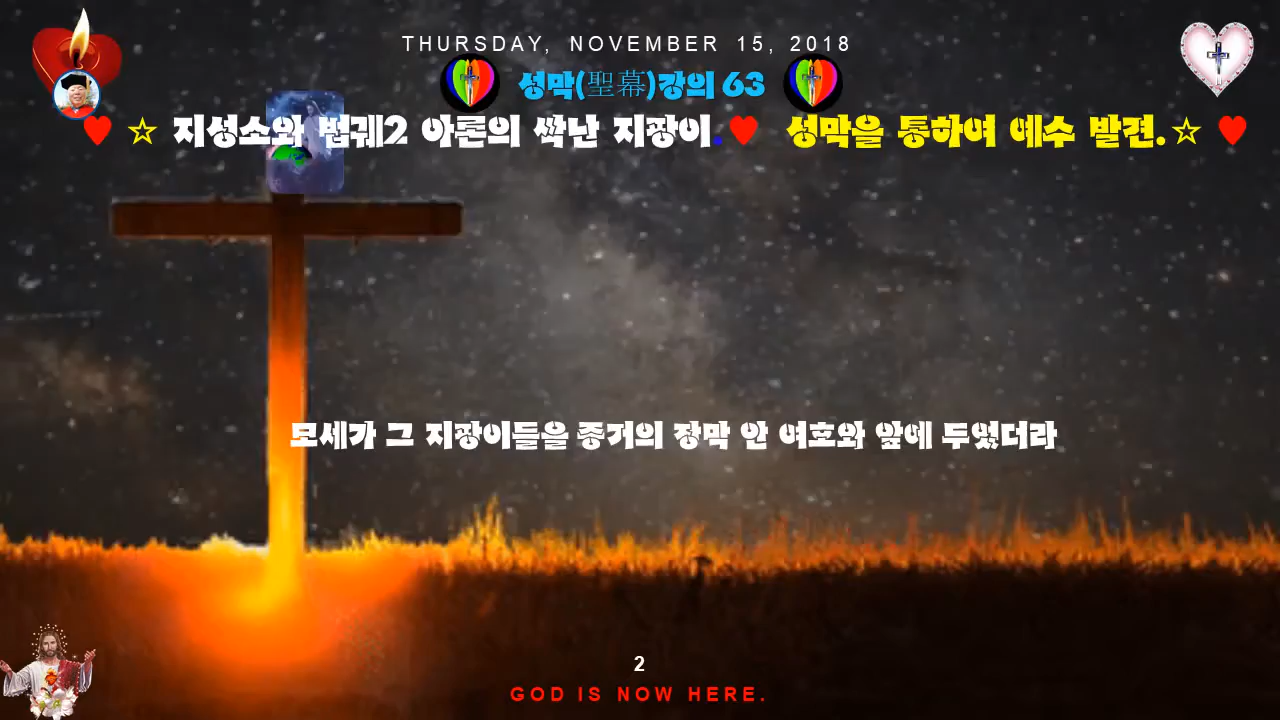 THURSDAY, NOVEMBER 15, 2018
성막(聖幕)강의 63
♥ ☆ 지성소와 법궤2 아론의 싹난 지팡이.♥ 성막을 통하여 예수 발견.☆ ♥
모세가 그 지팡이들을 증거의 장막 안 여호와 앞에 두었더라
2
GOD IS NOW HERE.